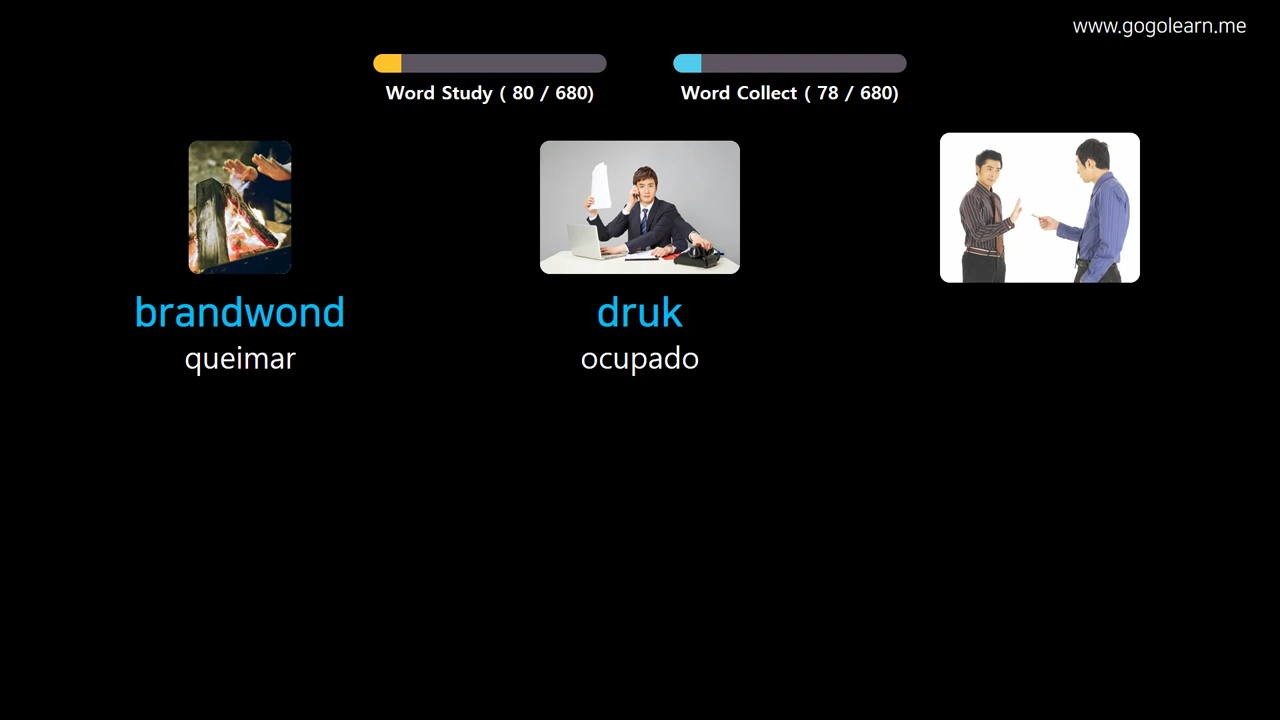 www.gogolearn.me
Word Study ( 80 / 680)
Word Collect ( 78 / 680)
brandwond
queimar
druk
ocupado